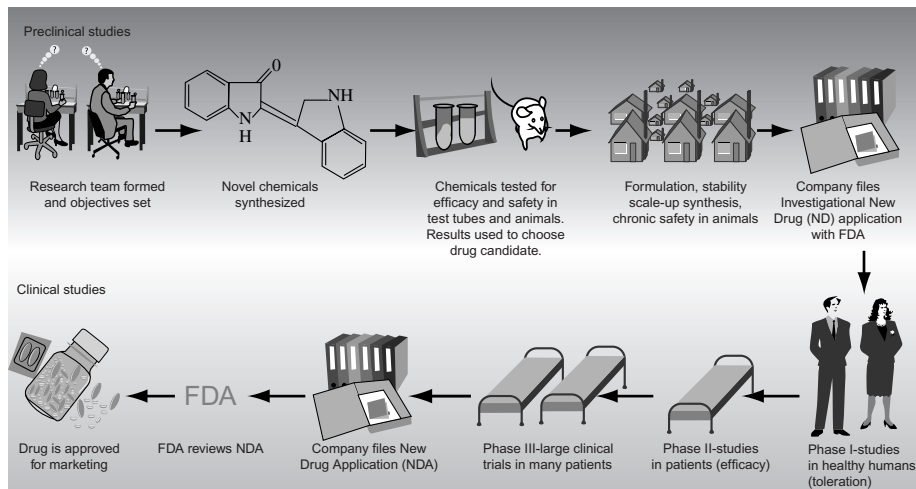 Preclinical studies
? ?
O
NH
N
H
Research team formed
and objectives set
Novel chemicals
synthesized
Chemicals tested for
efficacy and safety in
test tubes and animals.
Results used to choose
drug candidate.
Formulation, stability
scale-up synthesis,
chronic safety in animals
Company files
Investigational New
Drug (ND) application
with FDA
Clinical studies
FDA
Drug is approved
for marketing
FDA reviews NDA
Company files New
Drug Application (NDA)
Phase III-large clinical
trials in many patients
Phase II-studies
in patients (efficacy)
Phase I-studies
in healthy humans
(toleration)